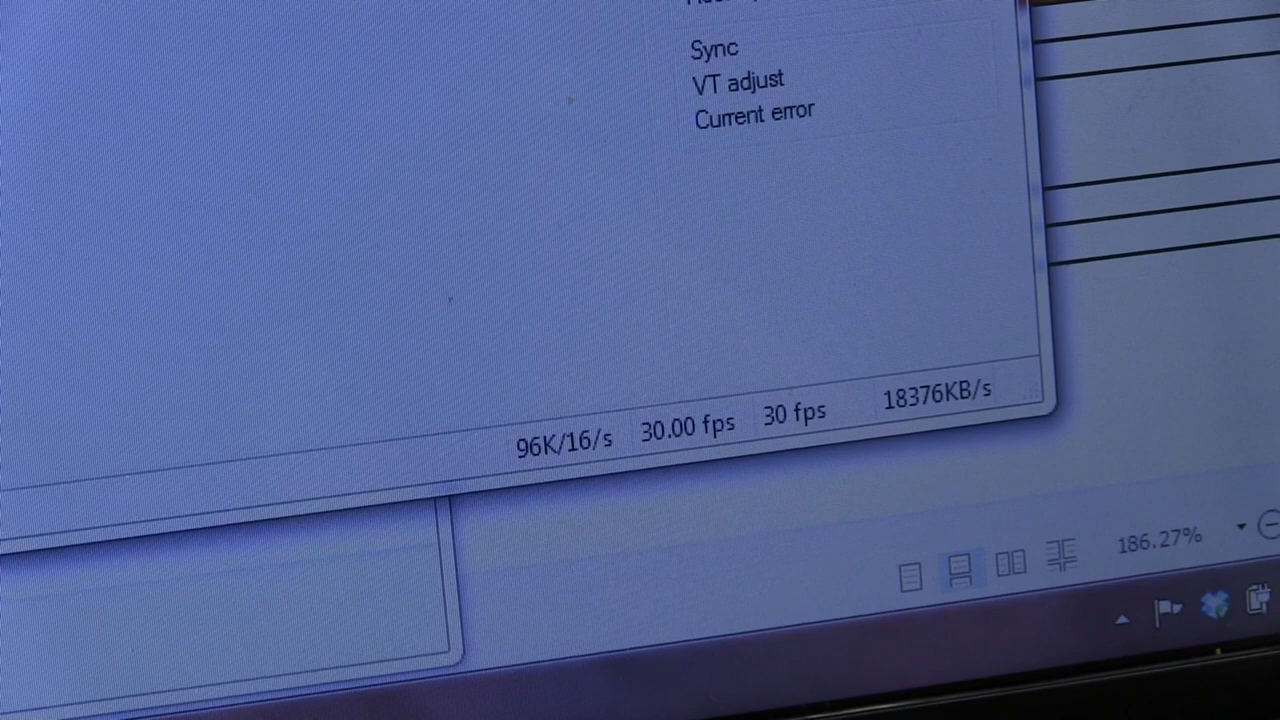 Sync
VT adjust
Current error
96K/16/s 30.00 fps 30 fps 18376KB/s
186.27%